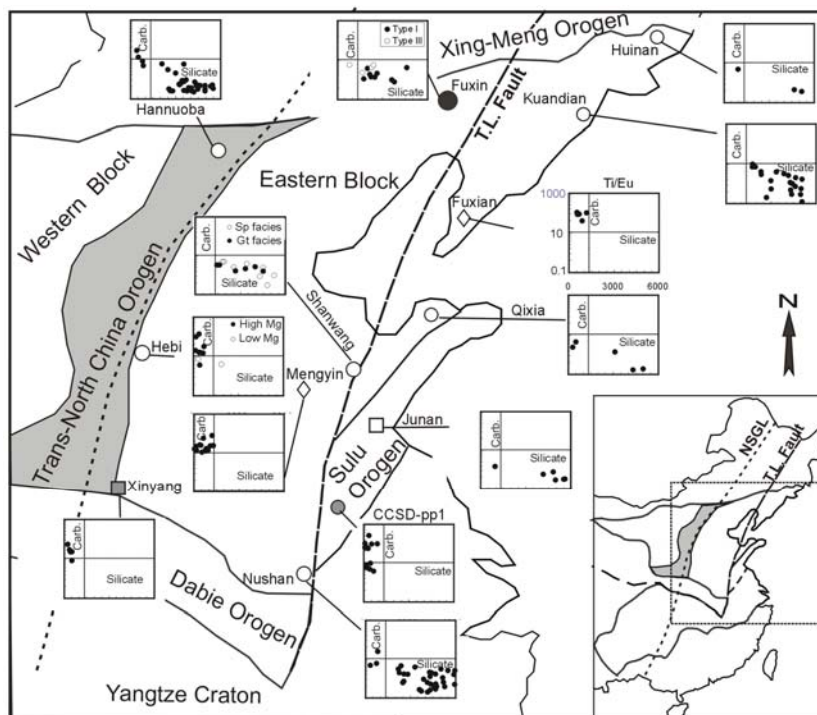 Carb.
Silicate
Hannuoba
Type I
Type III
Carb.
Silicate
Fuxin
Xing-Meng Orogen
Huinan
Carb.
Silicate
T.L. Fault
Kuandian
Carb.
Silicate
Western Block
Eastern Block
Fuxian
Ti/Eu
1000
10
0.1
Carb.
Silicate
0 3000 6000
Sp facies
Gt facies
Carb.
Silicate
Shanwang
Qixia
Carb.
Silicate
N
Trans-North China Orogen
Hebi
High Mg
Low Mg
Carb.
Silicate
Mengyin
Carb
Silicate
Junan
Carb.
Silicate
Sulu
Orogen
Xinyang
Carb.
Silicate
CCSD-pp1
Carb.
Silicate
Nushan
Carb.
Silicate
Dabie Orogen
Yangtze Craton
NSGL
T.L. Fault